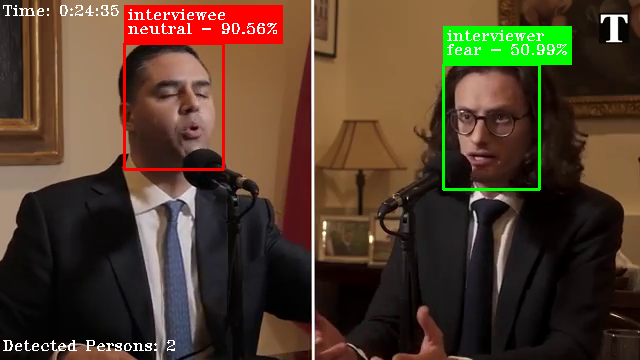 Time: 0:24:35
interviewee
neutral - 90.56%
interviewer
fear - 50.99%
T
Detected Persons: 2